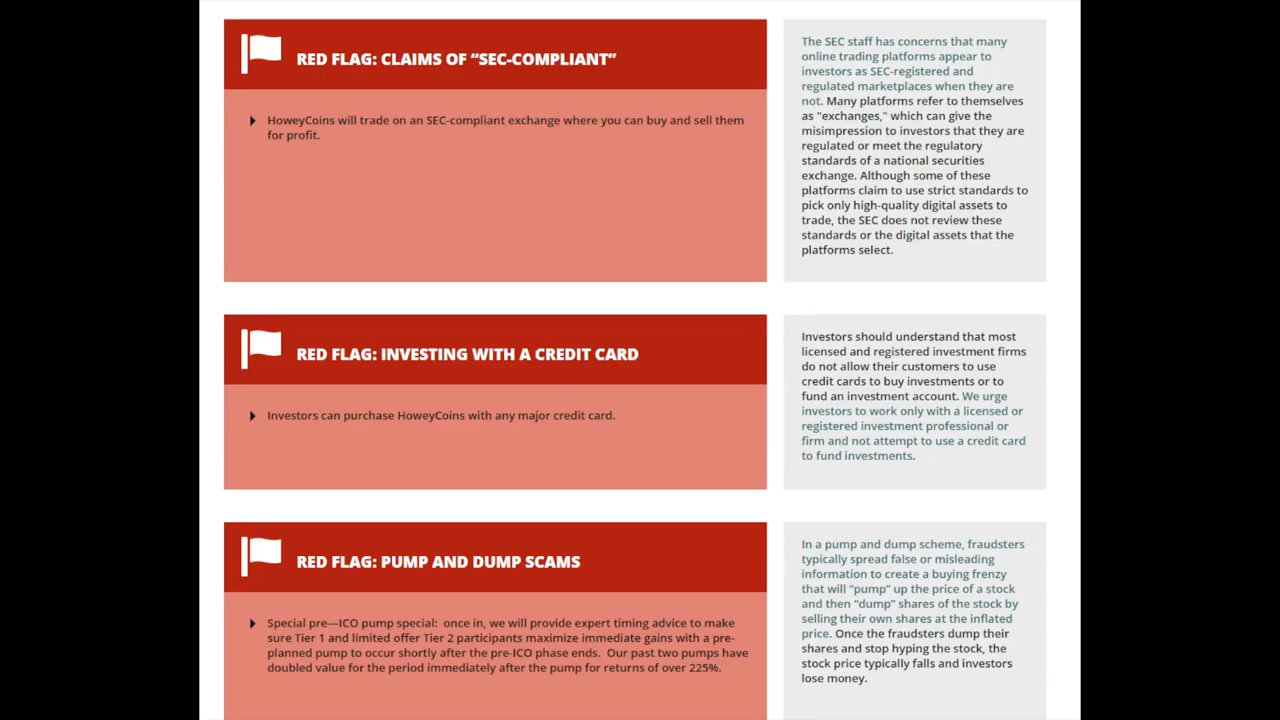 RED FLAG: CLAIMS OF “SEC-COMPLIANT”
HoweyCoins will trade on an SEC-compliant exchange where you can buy and sell them
for profit.
The SEC staff has concerns that many
online trading platforms appear to
investors as SEC-registered and
regulated marketplaces when they are
not. Many platforms refer to themselves
as "exchanges," which can give the
misimpression to investors that they are
regulated or meet the regulatory
standards of a national securities
exchange. Although some of these
platforms claim to use strict standards to
pick only high-quality digital assets to
trade, the SEC does not review these
standards or the digital assets that the
platforms select.
RED FLAG: INVESTING WITH A CREDIT CARD
Investors can purchase HoweyCoins with any major credit card.
Investors should understand that most
licensed and registered investment firms
do not allow their customers to use
credit cards to buy investments or to
fund an investment account. We urge
investors to work only with a licensed or
registered investment professional or
firm and not attempt to use a credit card
to fund investments.
RED FLAG: PUMP AND DUMP SCAMS
Special pre—ICO pump special:  once in, we will provide expert timing advice to make
sure Tier 1 and limited offer Tier 2 participants maximize immediate gains with a pre-
planned pump to occur shortly after the pre-ICO phase ends.  Our past two pumps have
doubled value for the period immediately after the pump for returns of over 225%.
In a pump and dump scheme, fraudsters
typically spread false or misleading
information to create a buying frenzy
that will “pump” up the price of a stock
and then “dump” shares of the stock by
selling their own shares at the inflated
price. Once the fraudsters dump their
shares and stop hyping the stock, the
stock price typically falls and investors
lose money.